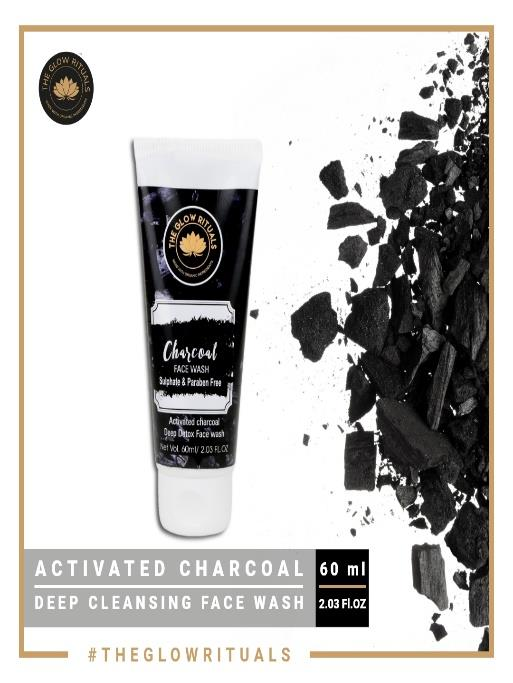 THE GLOW RITUALS
THE GLOW RITUALS
Charcoal
FACE WASH
Sulphate & Paraben Free
Activated charcoal
Deep Detox Face wash
Net Vol. 60ml/ 2.03 FL.OZ
ACTIVATED CHARCOAL
60 ml
DEEP CLEANSING FACE WASH
2.03 Fl.OZ
#THEGLOWRITUALS